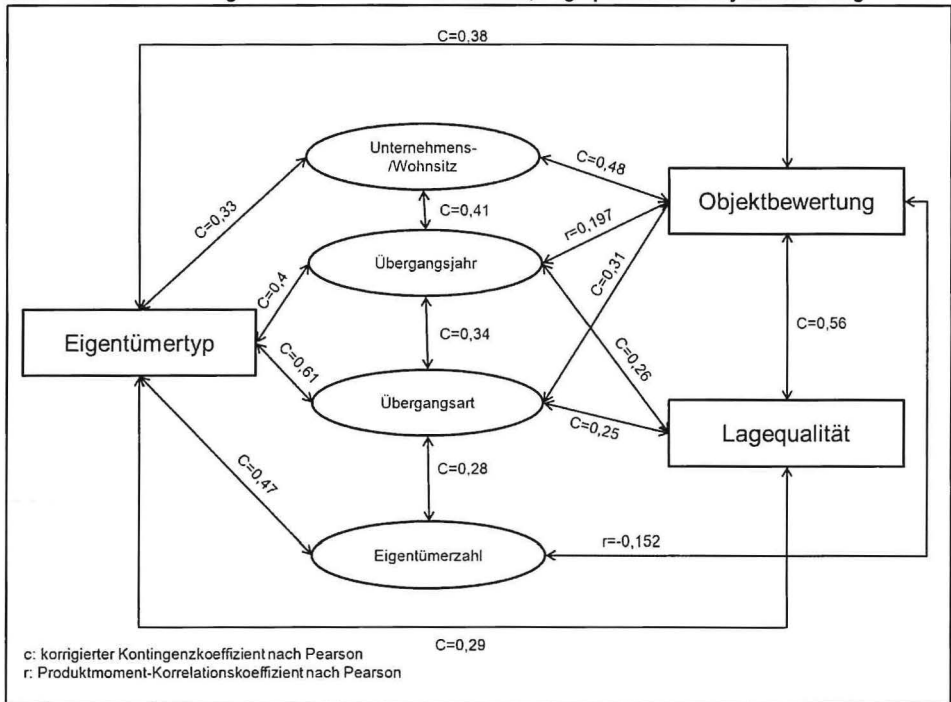 C=0,38
Unternehmens-
/Wohnsitz
C=0,48
Objektbewertung
C=0,33
C=0,41
r=0,197
Übergangsjahr
C=0,31
C=0,4
Eigentümertyp
C=0,34
C=0,56
C=0,61
C=0,26
Übergangsart
C=0,25
Lagequalität
C=0,28
C=0,47
Eigentümerzahl
r=-0,152
C=0,29
c: korrigierter Kontingenzkoeffizient nach Pearson
r: Produktmoment-Korrelationskoeffizient nach Pearson